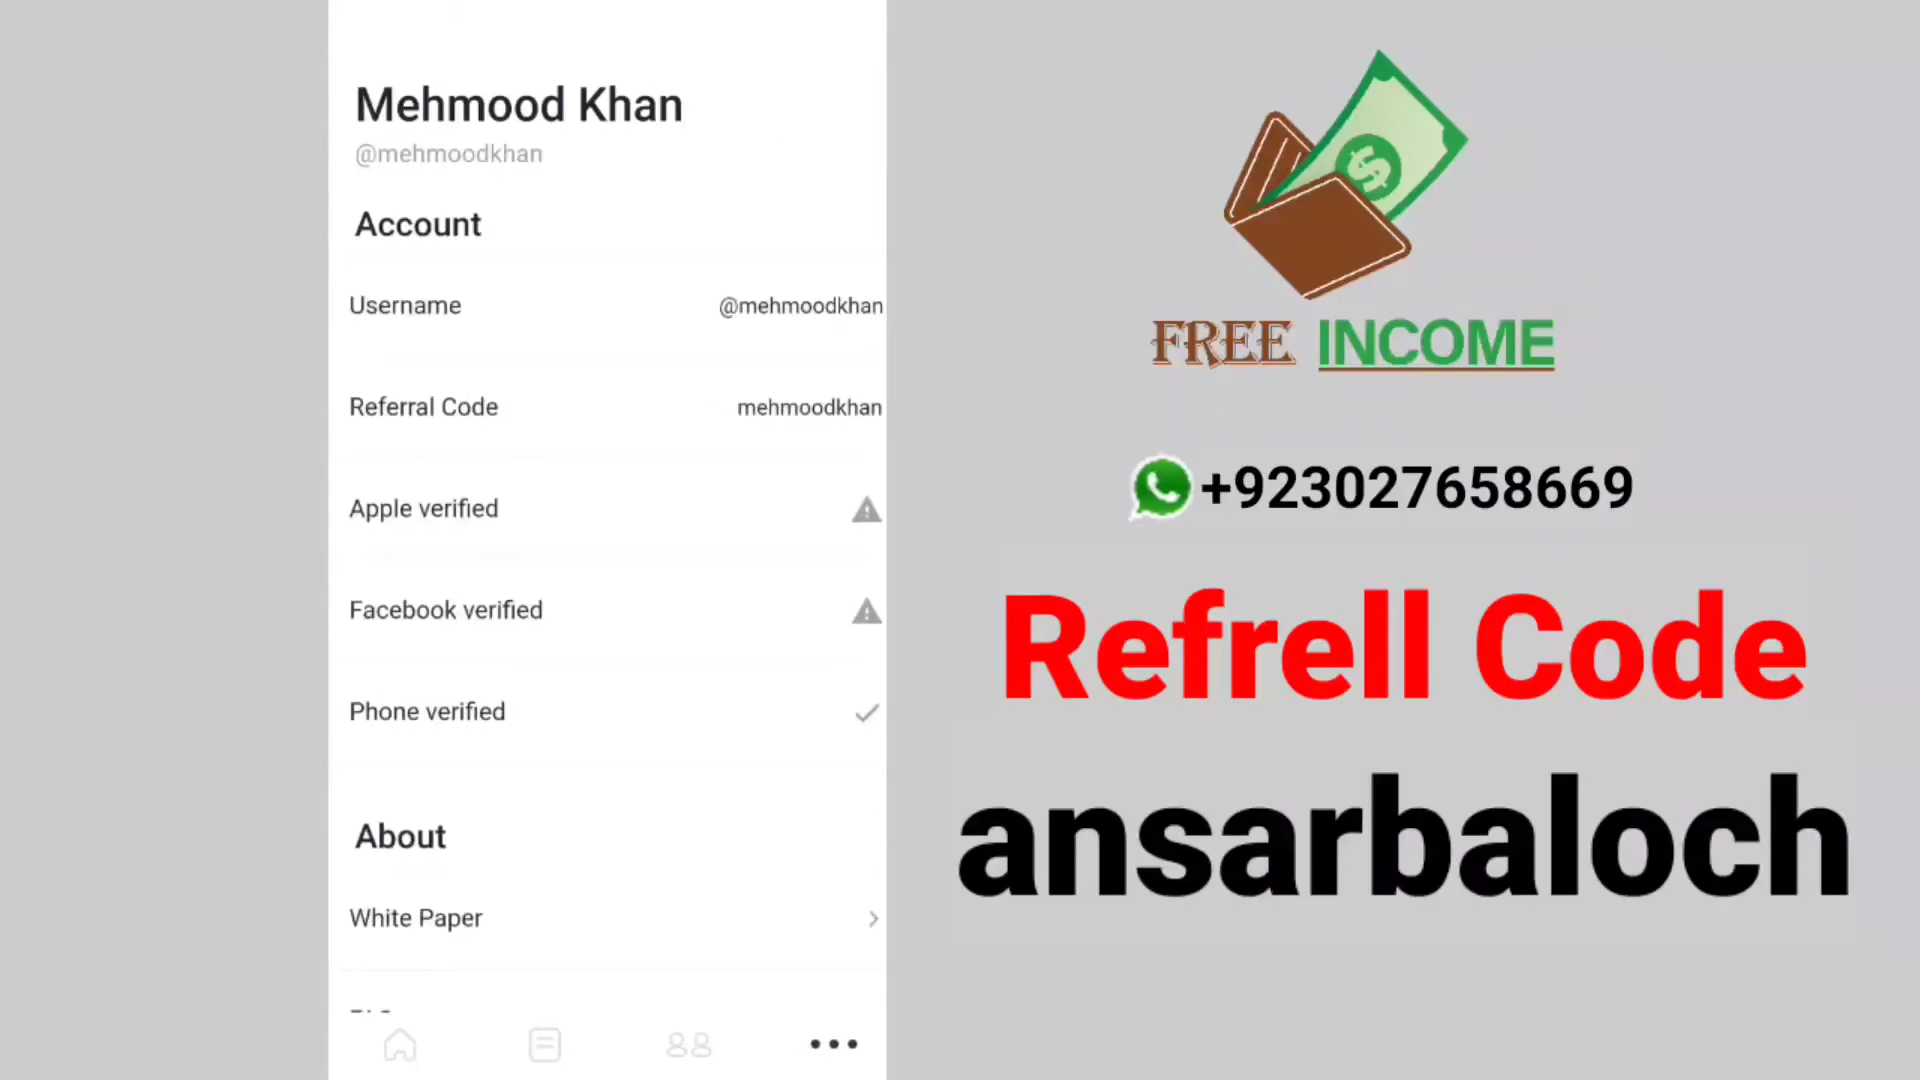 Mehmood Khan
@mehmoodkhan
Account
Username @mehmoodkhan
Referral Code mehmoodkhan
Apple verified
Facebook verified
Phone verified
About
White Paper
FREE INCOME
+923027658669
Refrell Code
ansarbaloch